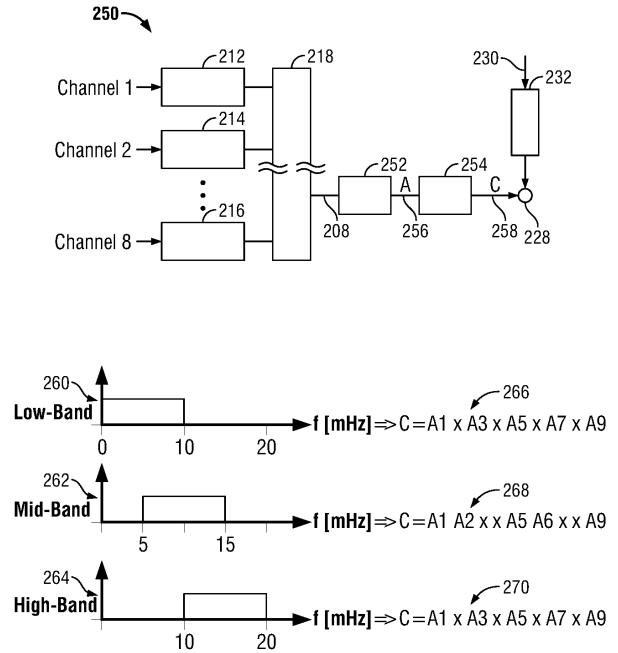 250
212
218
Channel 1
230
232
214
Channel 2
252
254
A
C
216
208
256
258
228
Channel 8
260
Low-Band
0
10
20
f [mHz] => C = A1 x A3 x A5 x A7 x A9
266
262
Mid-Band
5
15
f [mHz] => C = A1 A2 x x A5 A6 x x A9
268
264
High-Band
10
20
f [mHz] => C = A1 x A3 x A5 x A7 x A9
270